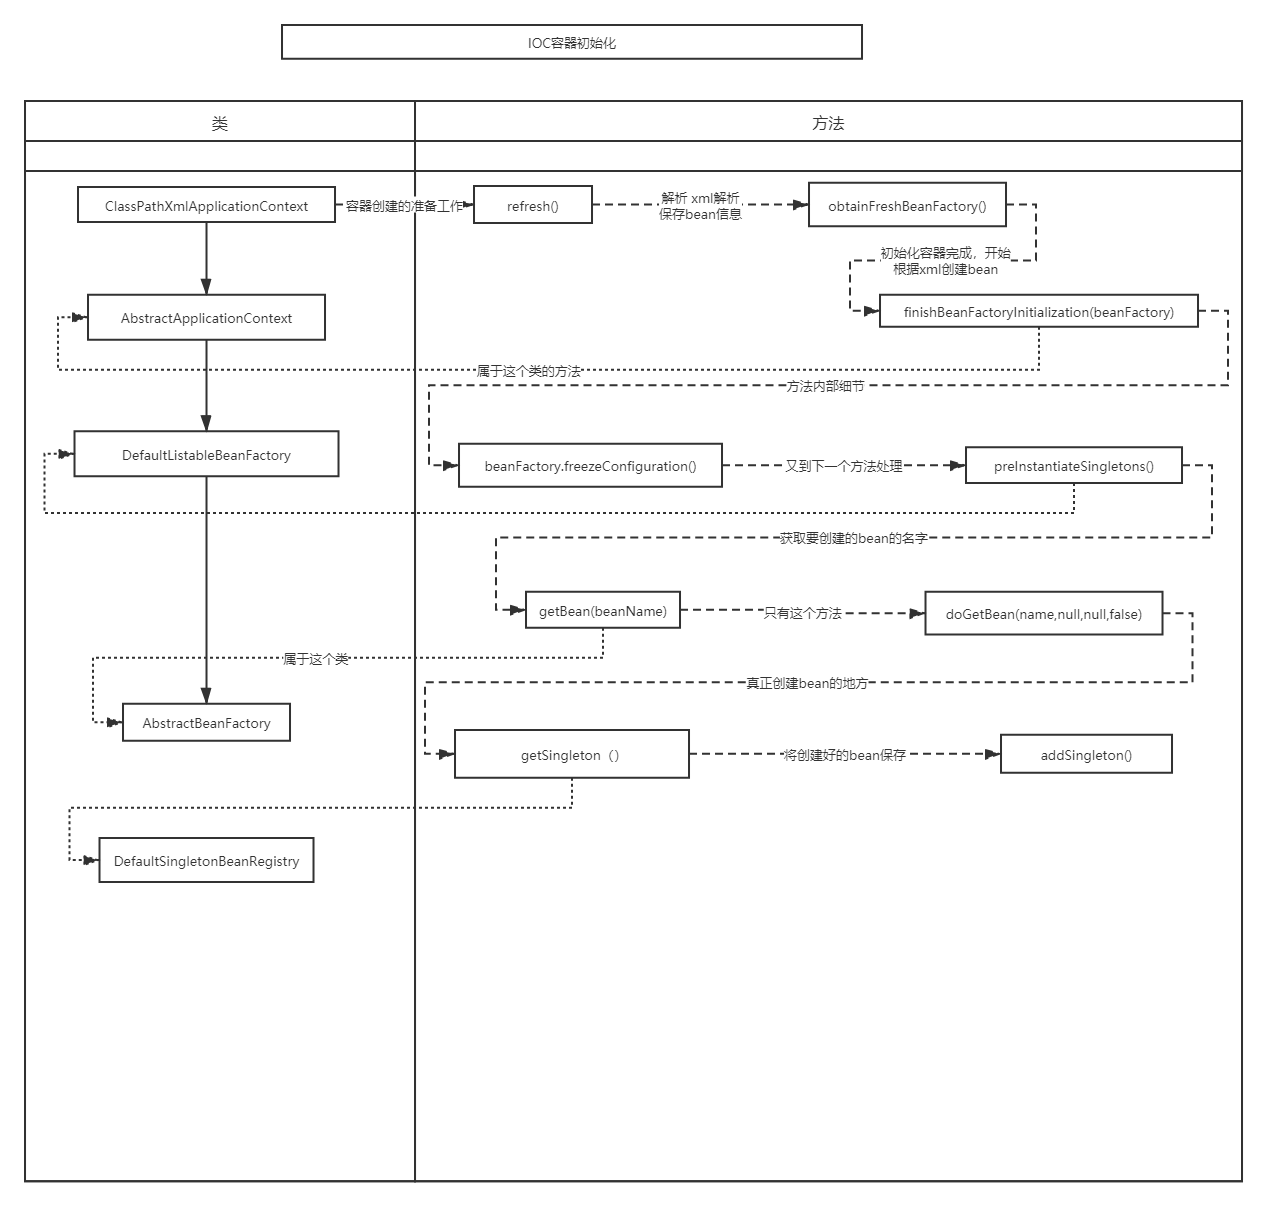 IOC容器初始化
类
方法
ClassPathXmlApplicationContext
容器创建的准备工作
refresh()
解析 xml解析
保存bean信息
obtainFreshBeanFactory()
初始化容器完成，开始
根据xml创建bean
AbstractApplicationContext
finishBeanFactoryInitialization(beanFactory)
属于这个类的方法
方法内部细节
DefaultListableBeanFactory
beanFactory.freezeConfiguration()
又到下一个方法处理
preInstantiateSingletons()
获取要创建的bean的名字
getBean(beanName)
只有这个方法
doGetBean(name,null,null,false)
属于这个类
真正创建bean的地方
AbstractBeanFactory
getSingleton（）
将创建好的bean保存
addSingleton()
DefaultSingletonBeanRegistry